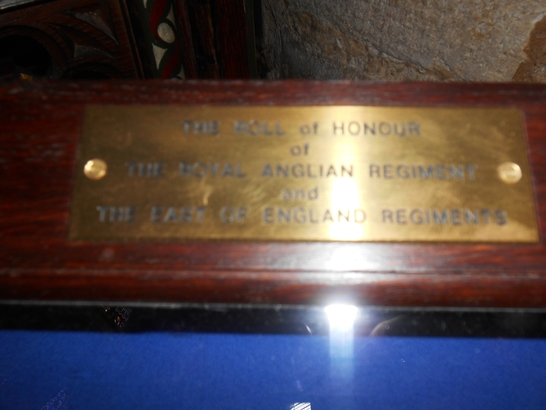 THE ROLL of HONOUR
of
THE ROYAL ANGLIAN REGIMENT
and
THE EAST OF ENGLAND REGIMENTS